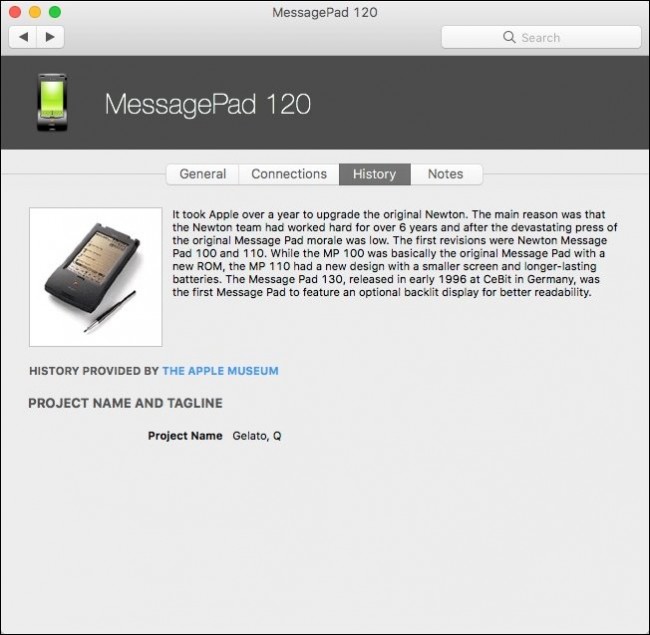 MessagePad 120
Search
MessagePad 120
General Connections History Notes
It took Apple over a year to upgrade the original Newton. The main reason was that
the Newton team had worked hard for over 6 years and after the devastating press of
the original Message Pad morale was low. The first revisions were Newton Message
Pad 100 and 110. While the MP 100 was basically the original Message Pad with a
new ROM, the MP 110 had a new design with a smaller screen and longer-lasting
batteries. The Message Pad 130, released in early 1996 at CeBit in Germany, was
the first Message Pad to feature an optional backlit display for better readability.
HISTORY PROVIDED BY THE APPLE MUSEUM
PROJECT NAME AND TAGLINE
Project Name Gelato, Q